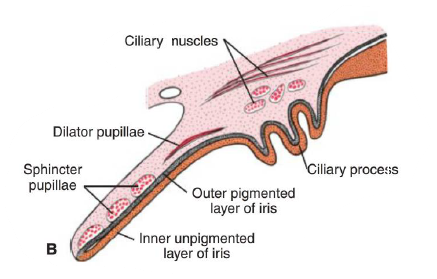 Ciliary nuscles
Dilator pupillae
Sphincter
pupillae
Ciliary process
Outer pigmented
layer of iris
Inner unpigmented
layer of iris
B